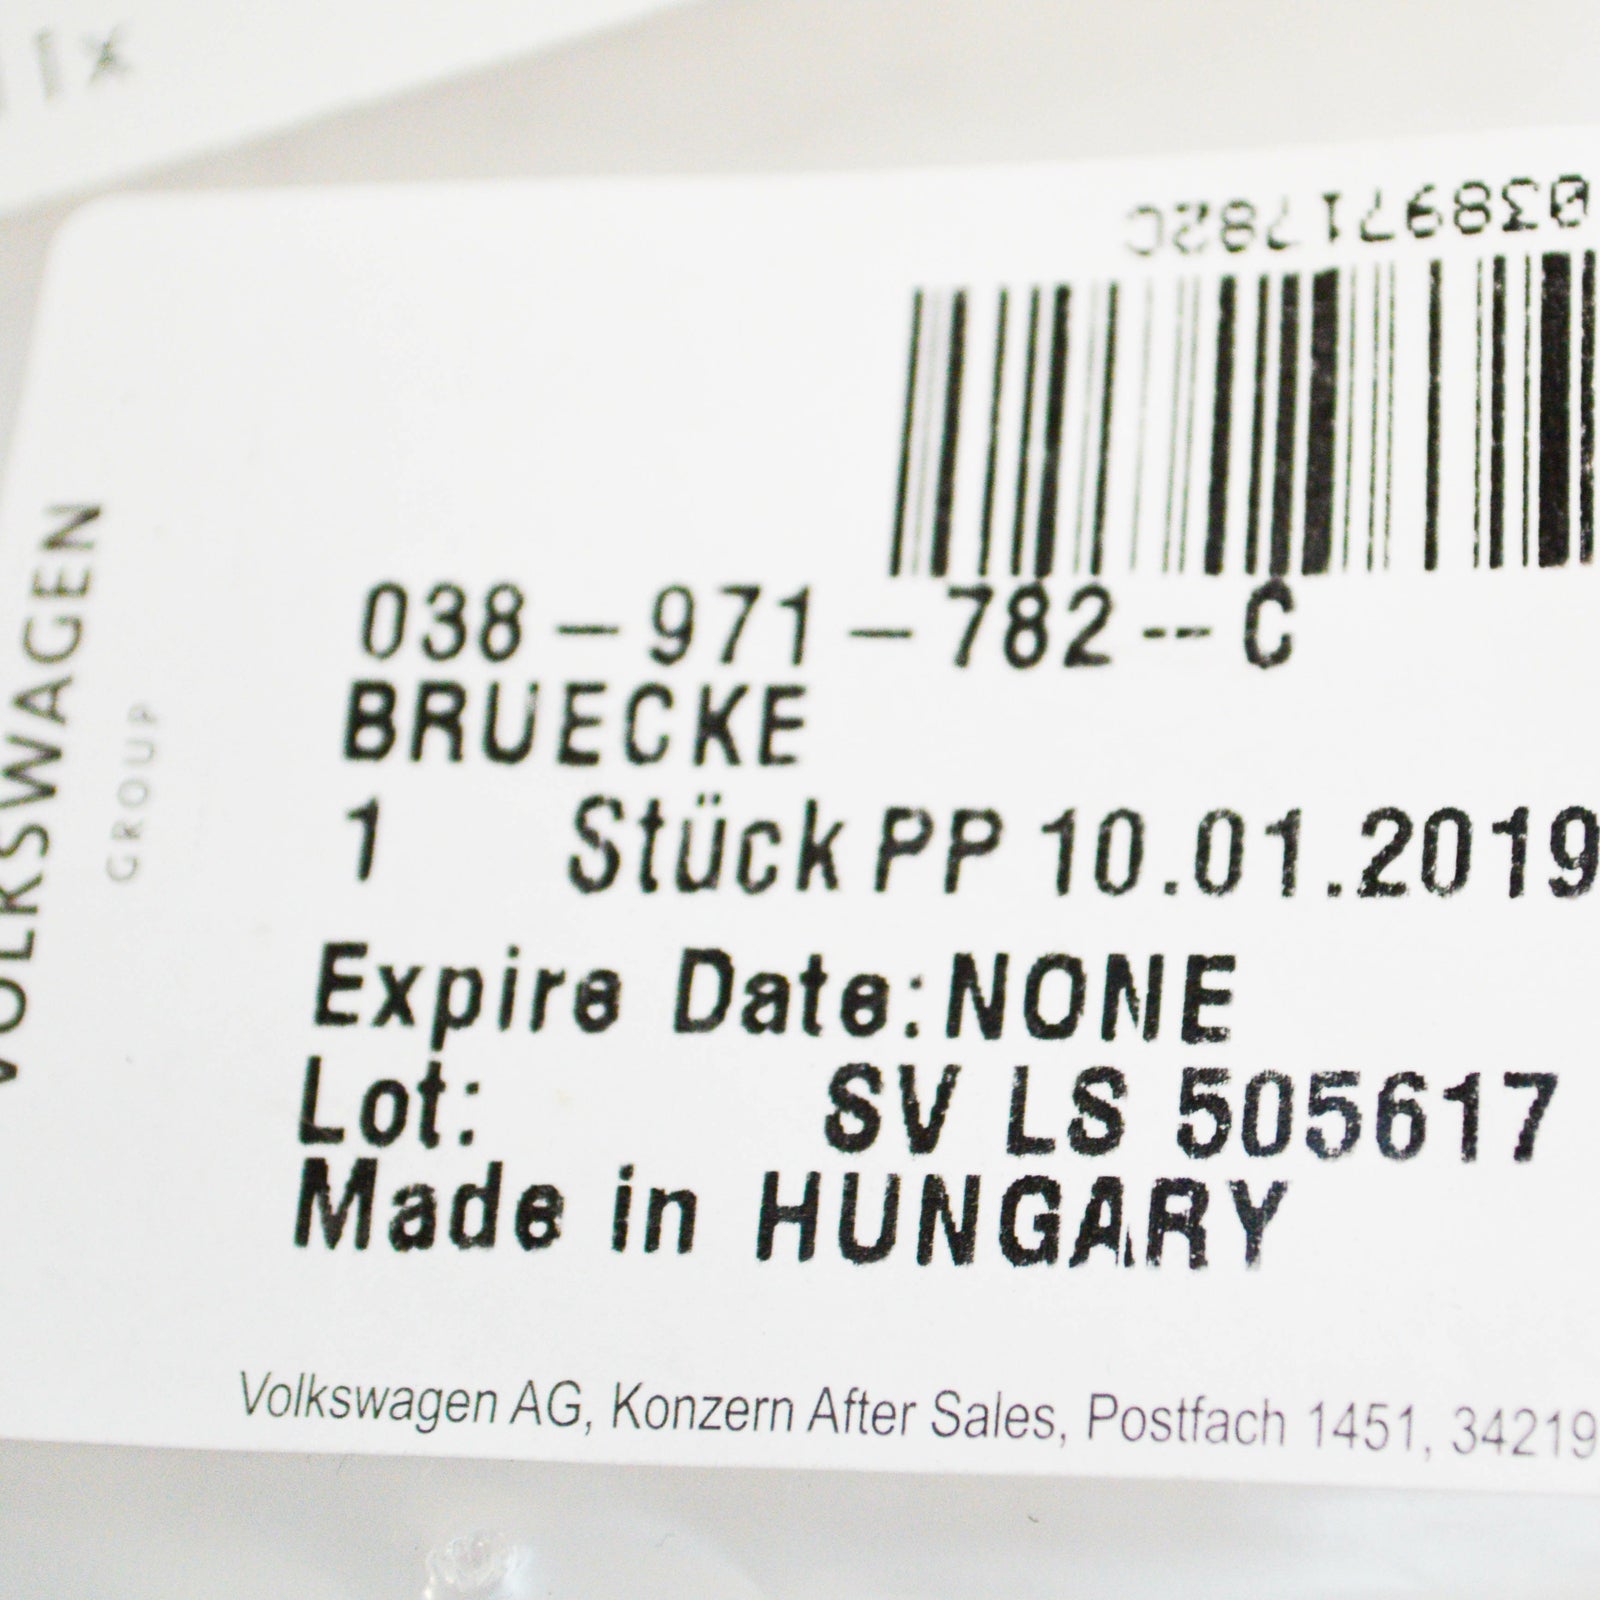 038971782C
038-971-782--C
BRUECKE
1 Stück PP 10.01.2019
Expire Date:NONE
Lot: SV LS 505617
Made in HUNGARY
Volkswagen AG, Konzern After Sales, Postfach 1451, 34219
VOLKSWAGEN
GROUP